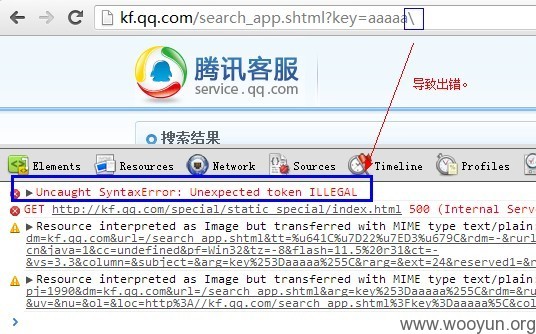 kf.qq.com/search_app.shtml?key=aaaaa\
腾讯客服
service.qq.com
导致出错。
搜索结果
Elements Resources Network Sources Timeline Profiles
Uncaught SyntaxError: Unexpected token ILLEGAL
GET http://kf.qq.com/special/static_special/index.html 500 (Internal Serv
Resource interpreted as Image but transferred with MIME type text/plain:
dm=kf.qq.com&url=/search_app.shtml&tt=%u641C%u7D22%u7ED3%u679C&rdm=-&rurl
cn&java=1&cc=undefined&pf=Win32&tz=-8&flash=11.5%20r31&ct=-
&vs=3.3&column=&subject=&arg=key%253Daaaaa%255C&rarg=&ext=24&reserved1=&r
Resource interpreted as Image but transferred with MIME type text/plain:
pj=1990&dm=kf.qq.com&url=/search_app.shtml&arg=key%253Daaaaa%255C&rdm=&ru
&uv=&nu=&ol=&loc=http%3A//kf.qq.com/search_app.shtml%3Fkey%3Daaaaa%255C&c
www.wooyun.org